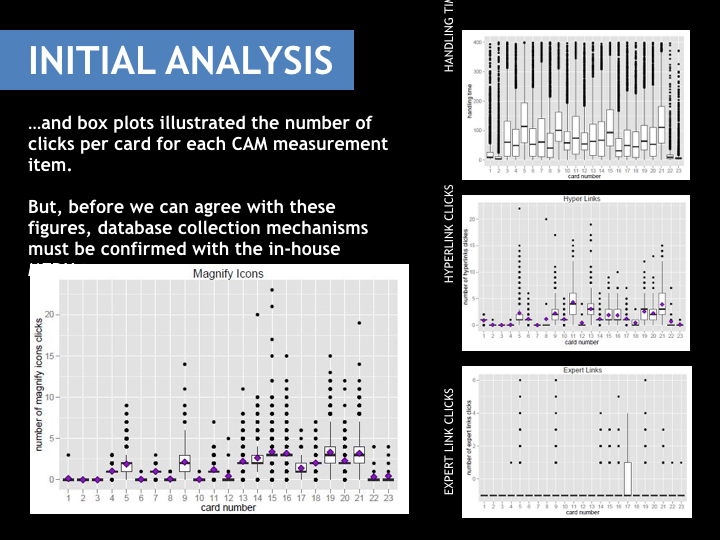 INITIAL ANALYSIS
…and box plots illustrated the number of
clicks per card for each CAM measurement
item.
But, before we can agree with these
figures, database collection mechanisms
must be confirmed with the in-house
Magnify Icons
number of magnify icons clicks
20
15
10
5
0
1 2 3 4 5 6 7 8 9 10 11 12 13 14 15 16 17 18 19 20 21 22 23
card number
HANDLING TI
handling time
400
300
200
100
0
1 2 3 4 5 6 7 8 9 10 11 12 13 14 15 16 17 18 19 20 21 22 23
card number
HYPERLINK CLICKS
Hyper Links
number of hyperlinks clickes
20
15
10
5
0
1 2 3 4 5 6 7 8 9 10 11 12 13 14 15 16 17 18 19 20 21 22 23
card number
EXPERT LINK CLICKS
Expert Links
number of expert links clicks
6
4
2
0
1 2 3 4 5 6 7 8 9 10 11 12 13 14 15 16 17 18 19 20 21 22 23
card number